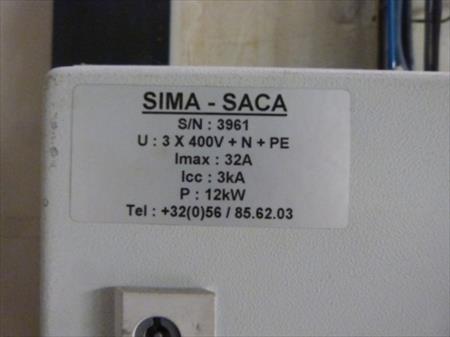 SIMA - SACA
S/N : 3961
U : 3 X 400V + N + PE
Imax : 32A
Icc : 3kA
P : 12kW
Tel : +32(0)56 / 85.62.03